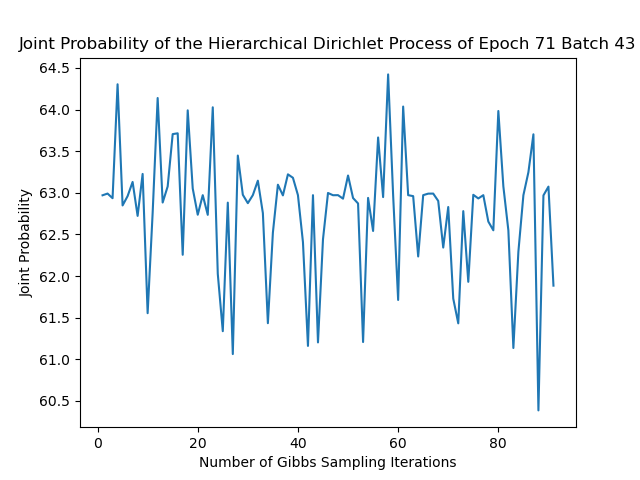 Joint Probability of the Hierarchical Dirichlet Process of Epoch 71 Batch 43
64.5
64.0
63.5
63.0
62.5
62.0
61.5
61.0
60.5
Joint Probability
0 20 40 60 80
Number of Gibbs Sampling Iterations